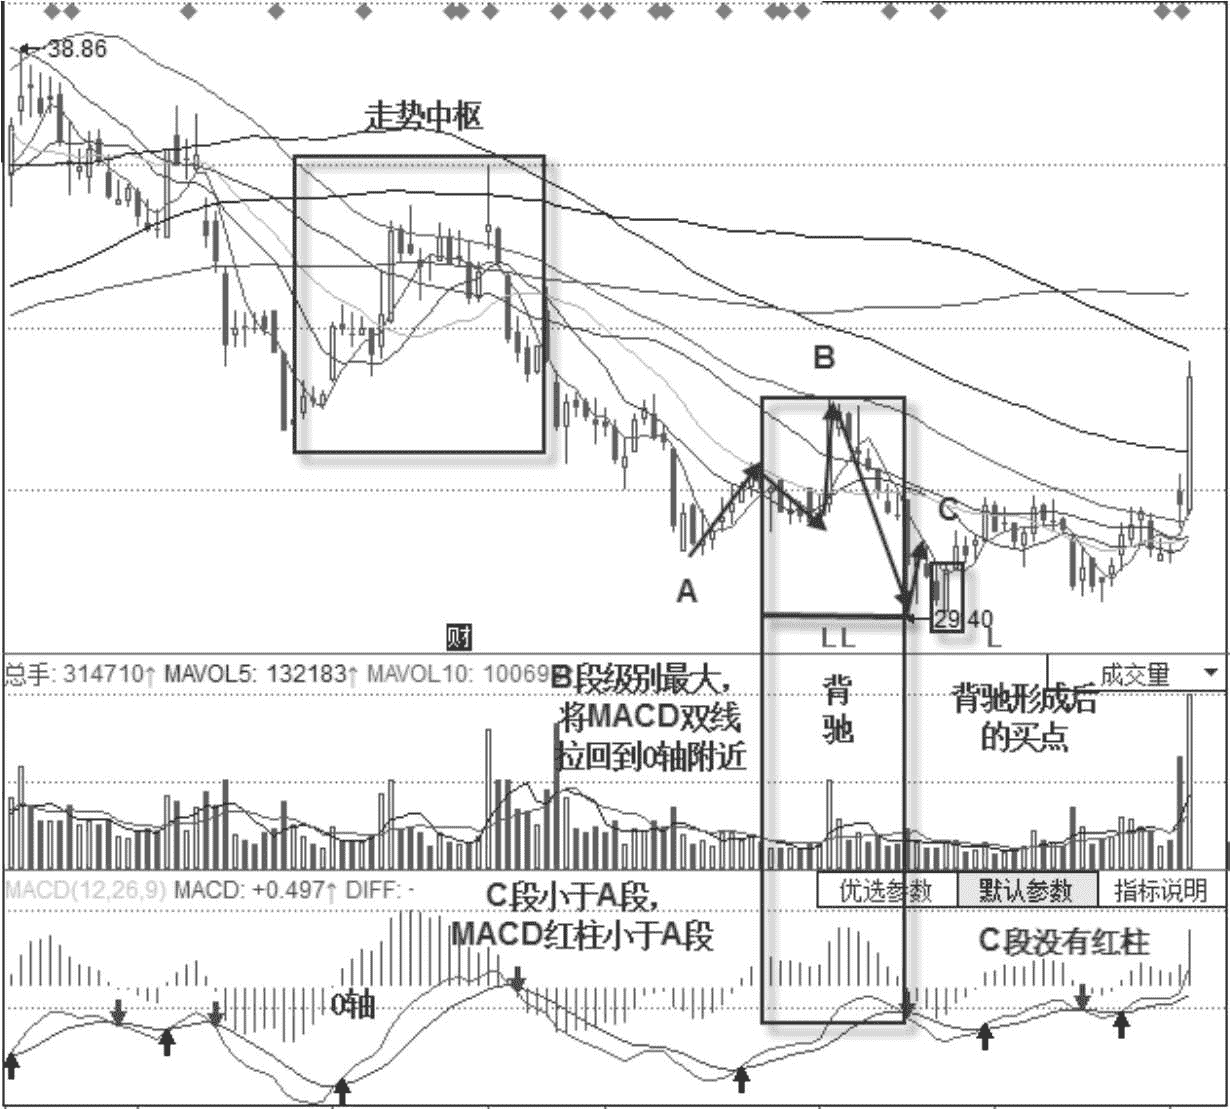 38.86
走势中枢
B
C
A
29.40
财
LL
L
总手: 314710↑ MAVOL5: 132183↑ MAVOL10: 10069
成交量
B段级别最大，
将MACD双线
拉回到0轴附近
背
驰
背驰形成后
的买点
MACD(12,26,9) MACD: +0.497↑ DIFF: -
优选参数
默认参数
指标说明
C段小于A段，
MACD红柱小于A段
C段没有红柱
0轴